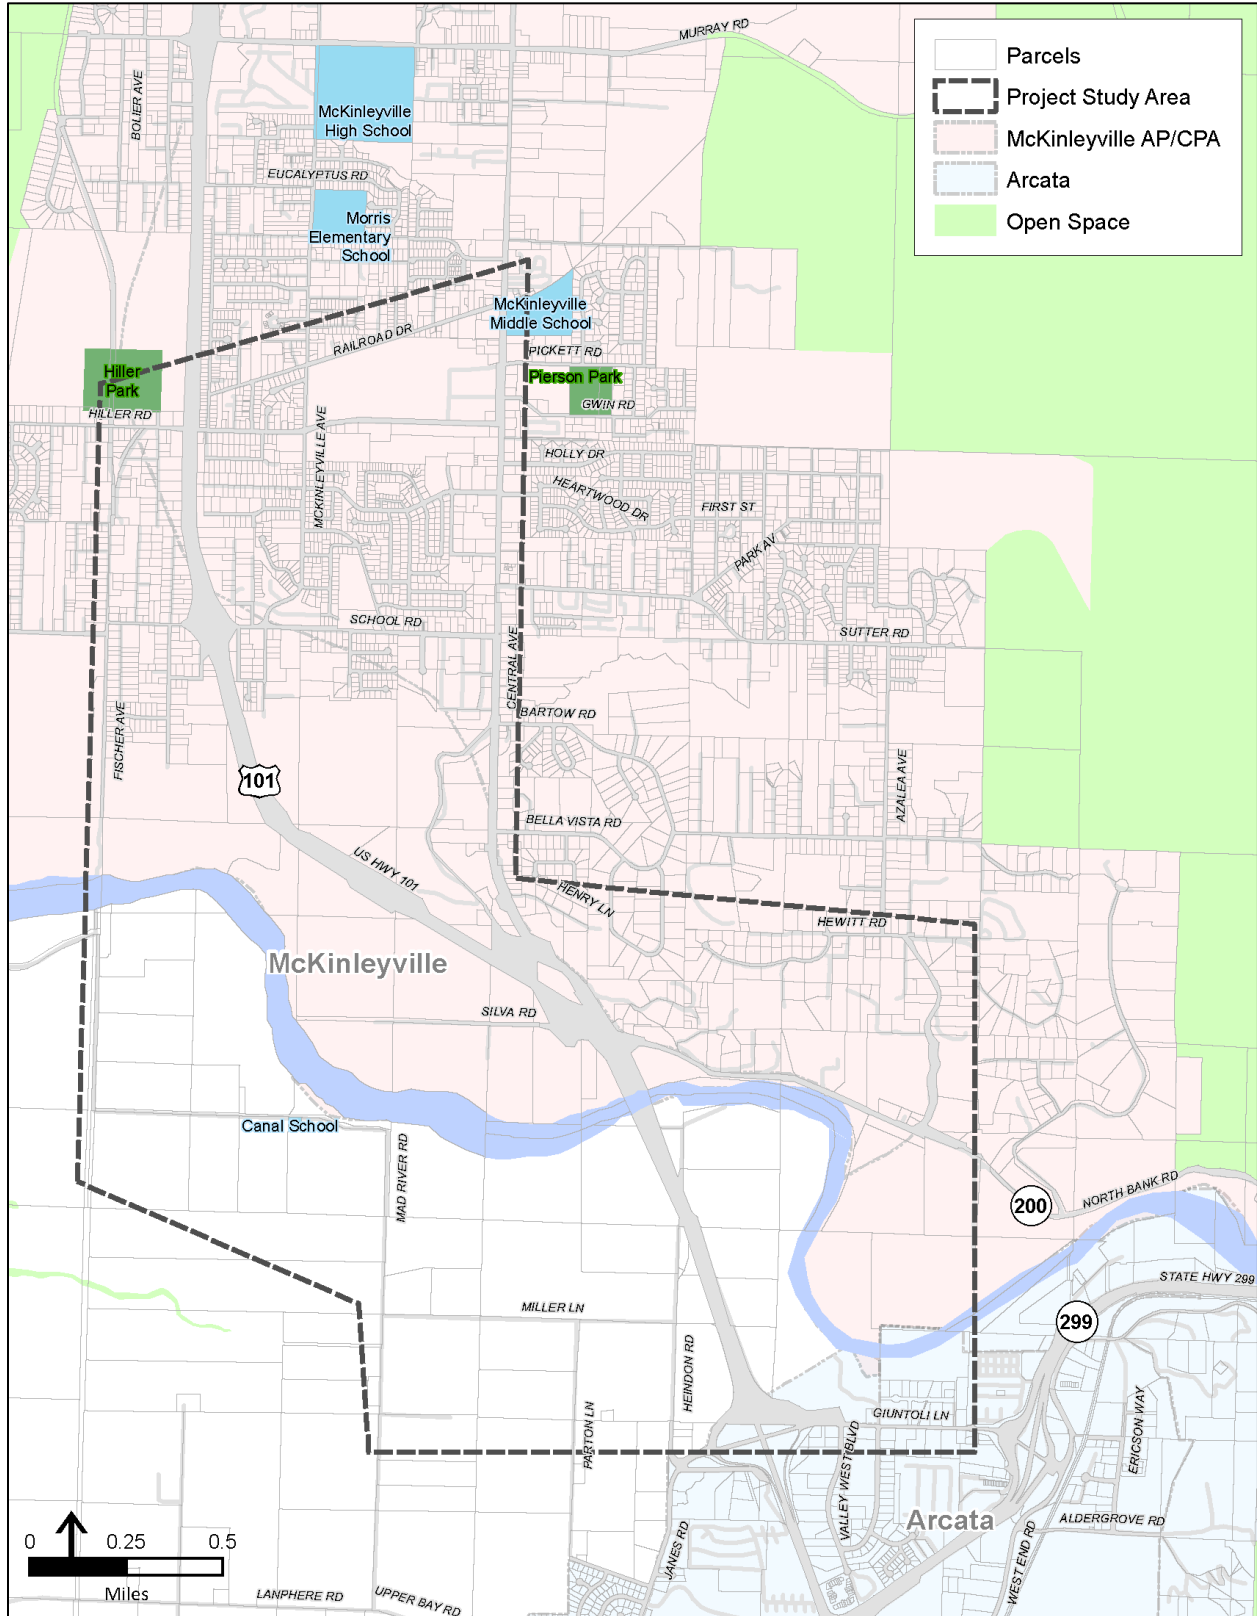 MURRAY RD
Parcels
Project Study Area
McKinleyville AP/CPA
Arcata
Open Space
BOLIER AVE
McKinleyville
High School
EUCALYPTUS RD
Morris
Elementary
School
McKinleyville
Middle School
RAILROAD DR
PICKETT RD
Hiller
Park
Pierson Park
GWIN RD
HILLER RD
MCKINLEYVILLE AVE
HOLLY DR
HEARTWOOD DR
FIRST ST
PARK AV
SCHOOL RD
SUTTER RD
CENTRAL AVE
FISCHER AVE
BARTOW RD
101
AZALEA AVE
BELLA VISTA RD
US HWY 101
HENRY LN
HEWITT RD
McKinleyville
SILVA RD
Canal School
MAD RIVER RD
200
NORTH BANK RD
STATE HWY 299
MILLER LN
299
HEINDON RD
GIUNTOLI LN
PARTON LN
VALLEY WEST BLVD
ERICSON WAY
Arcata
ALDERGROVE RD
0 0.25 0.5
Miles
JANES RD
WEST END RD
LANPHERE RD
UPPER BAY RD